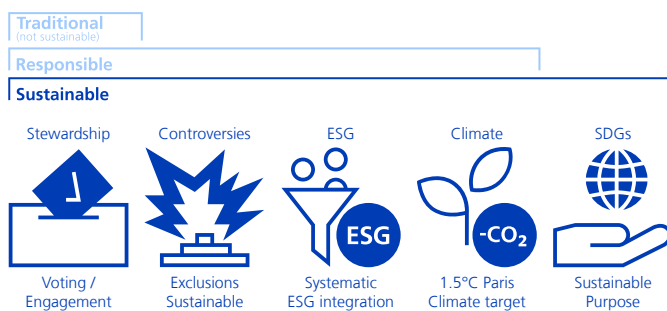 Traditional
(not sustainable)
Responsible
Sustainable
Stewardship
Controversies
ESG
Climate
SDGs
ESG
-CO₂
Voting /
Engagement
Exclusions
Sustainable
Systematic
ESG integration
1.5°C Paris
Climate target
Sustainable
Purpose